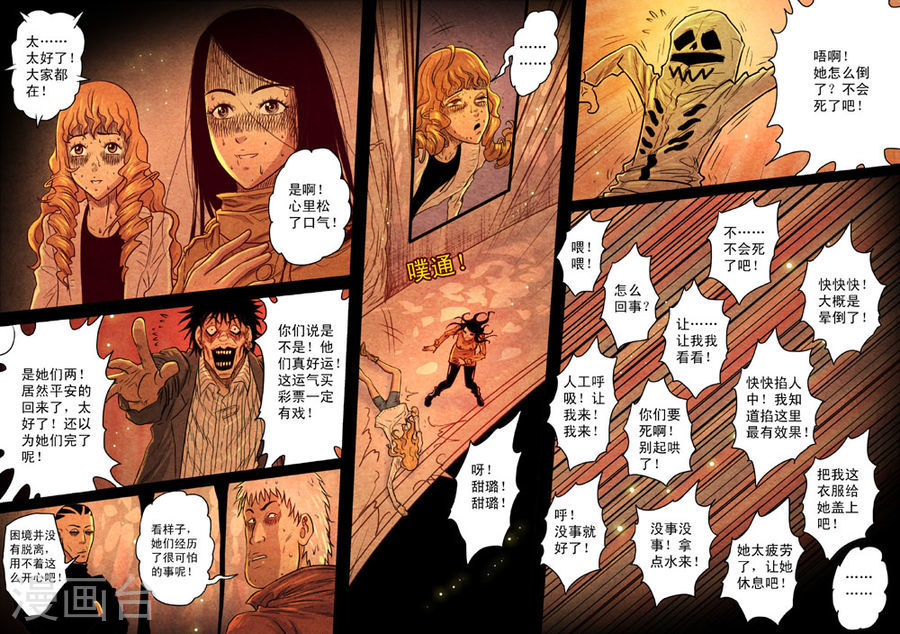 太……
太好了！
大家都
在！
是啊！
心里松
了口气！
是她们两！
居然平安的
回来了，太
好了！还以
为她们完了
呢！
你们说是
不是！他
们真好运！
这运气买
彩票一定
有戏！
困境并没
有脱离，
用不着这
么开心吧！
看样子，
她们经历
了很可怕
的事呢！
……
……
噗通！
呀！
甜璐！
甜璐！
唔啊！
她怎么倒
了？不会
死了吧！
喂！
喂！
怎么
回事？
不……
不会死
了吧！
让……
让我
看看！
快快快！
大概是
晕倒了！
人工呼
吸！让
我来！
你们要
死啊！
别起哄
了！
快快掐人
中！我知
道掐这里
最有效果！
呼！
没事就
好了！
没事没
事！拿
点水来！
把我这
衣服给
她盖上
吧！
她太疲劳
了，让她
休息吧！
……
……
漫画台